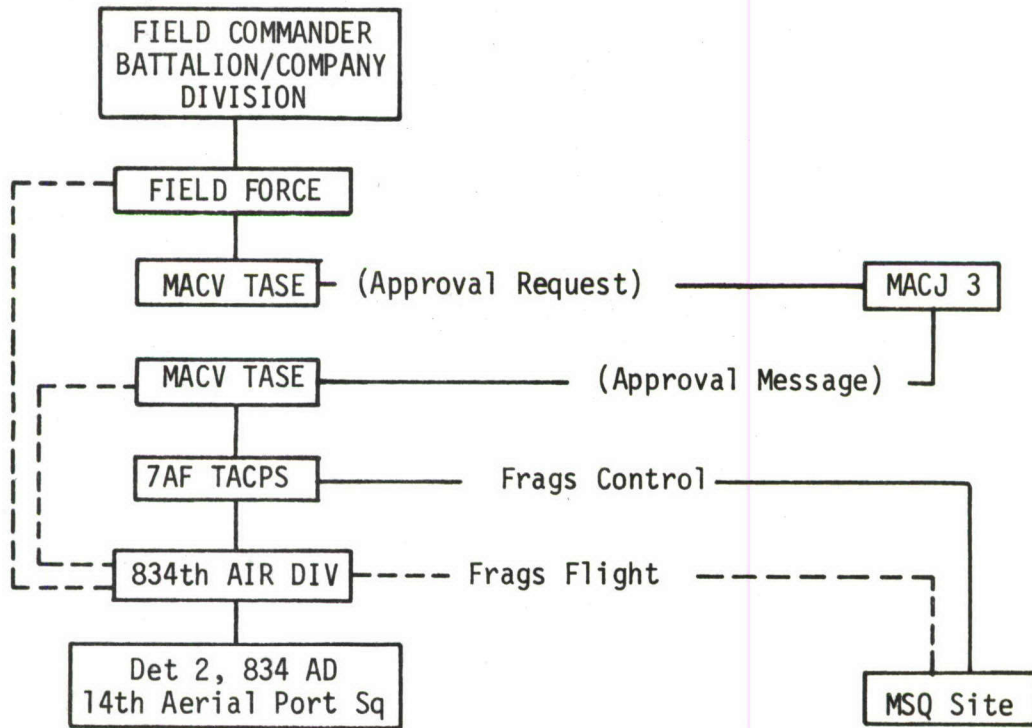 FIELD COMMANDER
BATTALION/COMPANY
DIVISION
FIELD FORCE
MACV TASE (Approval Request) MACJ 3
MACV TASE (Approval Message)
7AF TACPS Frags Control
834th AIR DIV Frags Flight
Det 2, 834 AD
14th Aerial Port Sq
MSQ Site